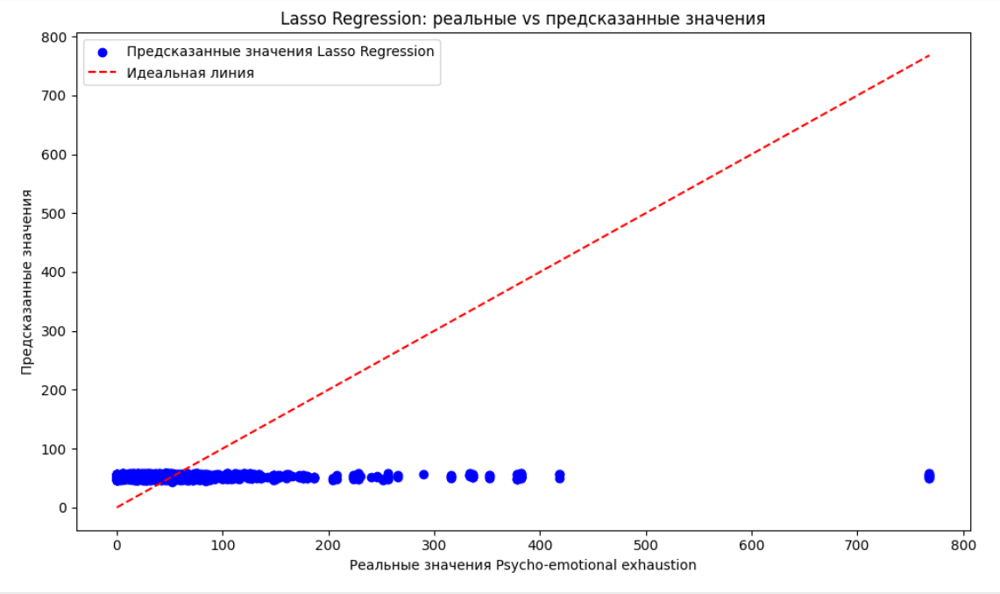 Lasso Regression: реальные vs предсказанные значения
800
Предсказанные значения Lasso Regression
Идеальная линия
700
600
500
400
300
200
100
0
Предсказанные значения
0 100 200 300 400 500 600 700 800
Реальные значения Psycho-emotional exhaustion